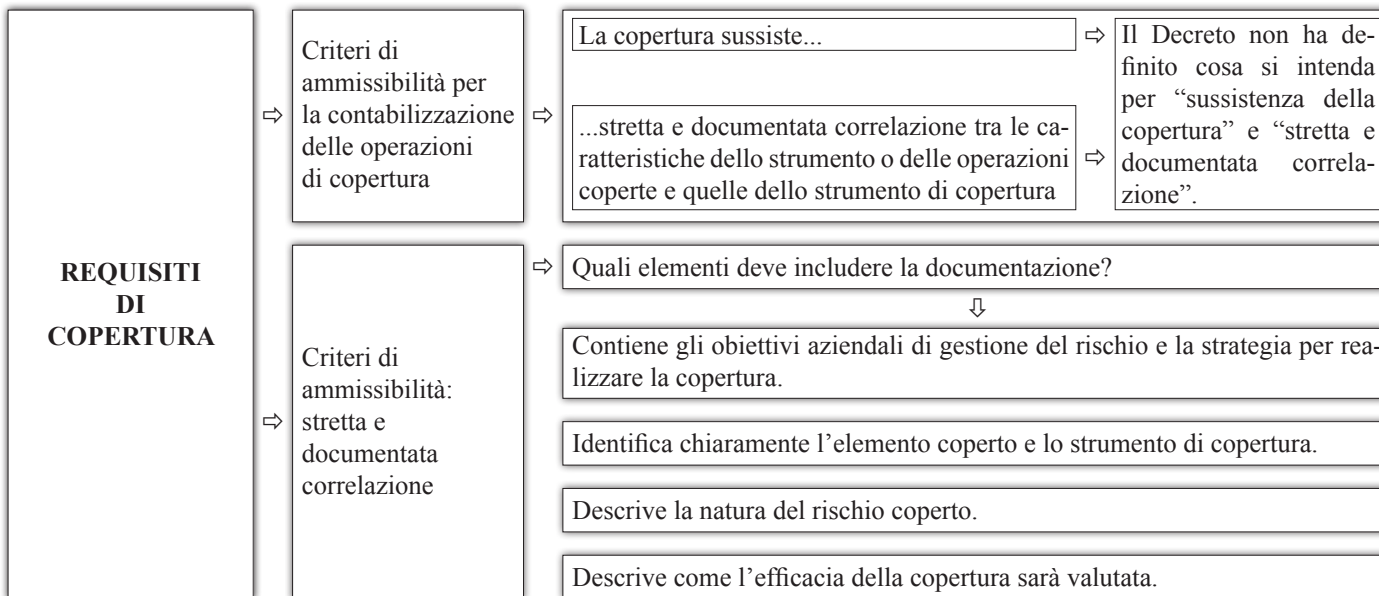 REQUISITI
DI
COPERTURA
Criteri di
ammissibilità per
la contabilizzazione
delle operazioni
di copertura
La copertura sussiste...
...stretta e documentata correlazione tra le ca-
ratteristiche dello strumento o delle operazioni
coperte e quelle dello strumento di copertura
Il Decreto non ha de-
finito cosa si intenda
per “sussistenza della
copertura” e “stretta e
documentata correla-
zione”.
Criteri di
ammissibilità:
stretta e
documentata
correlazione
Quali elementi deve includere la documentazione?
Contiene gli obiettivi aziendali di gestione del rischio e la strategia per rea-
lizzare la copertura.
Identifica chiaramente l’elemento coperto e lo strumento di copertura.
Descrive la natura del rischio coperto.
Descrive come l’efficacia della copertura sarà valutata.